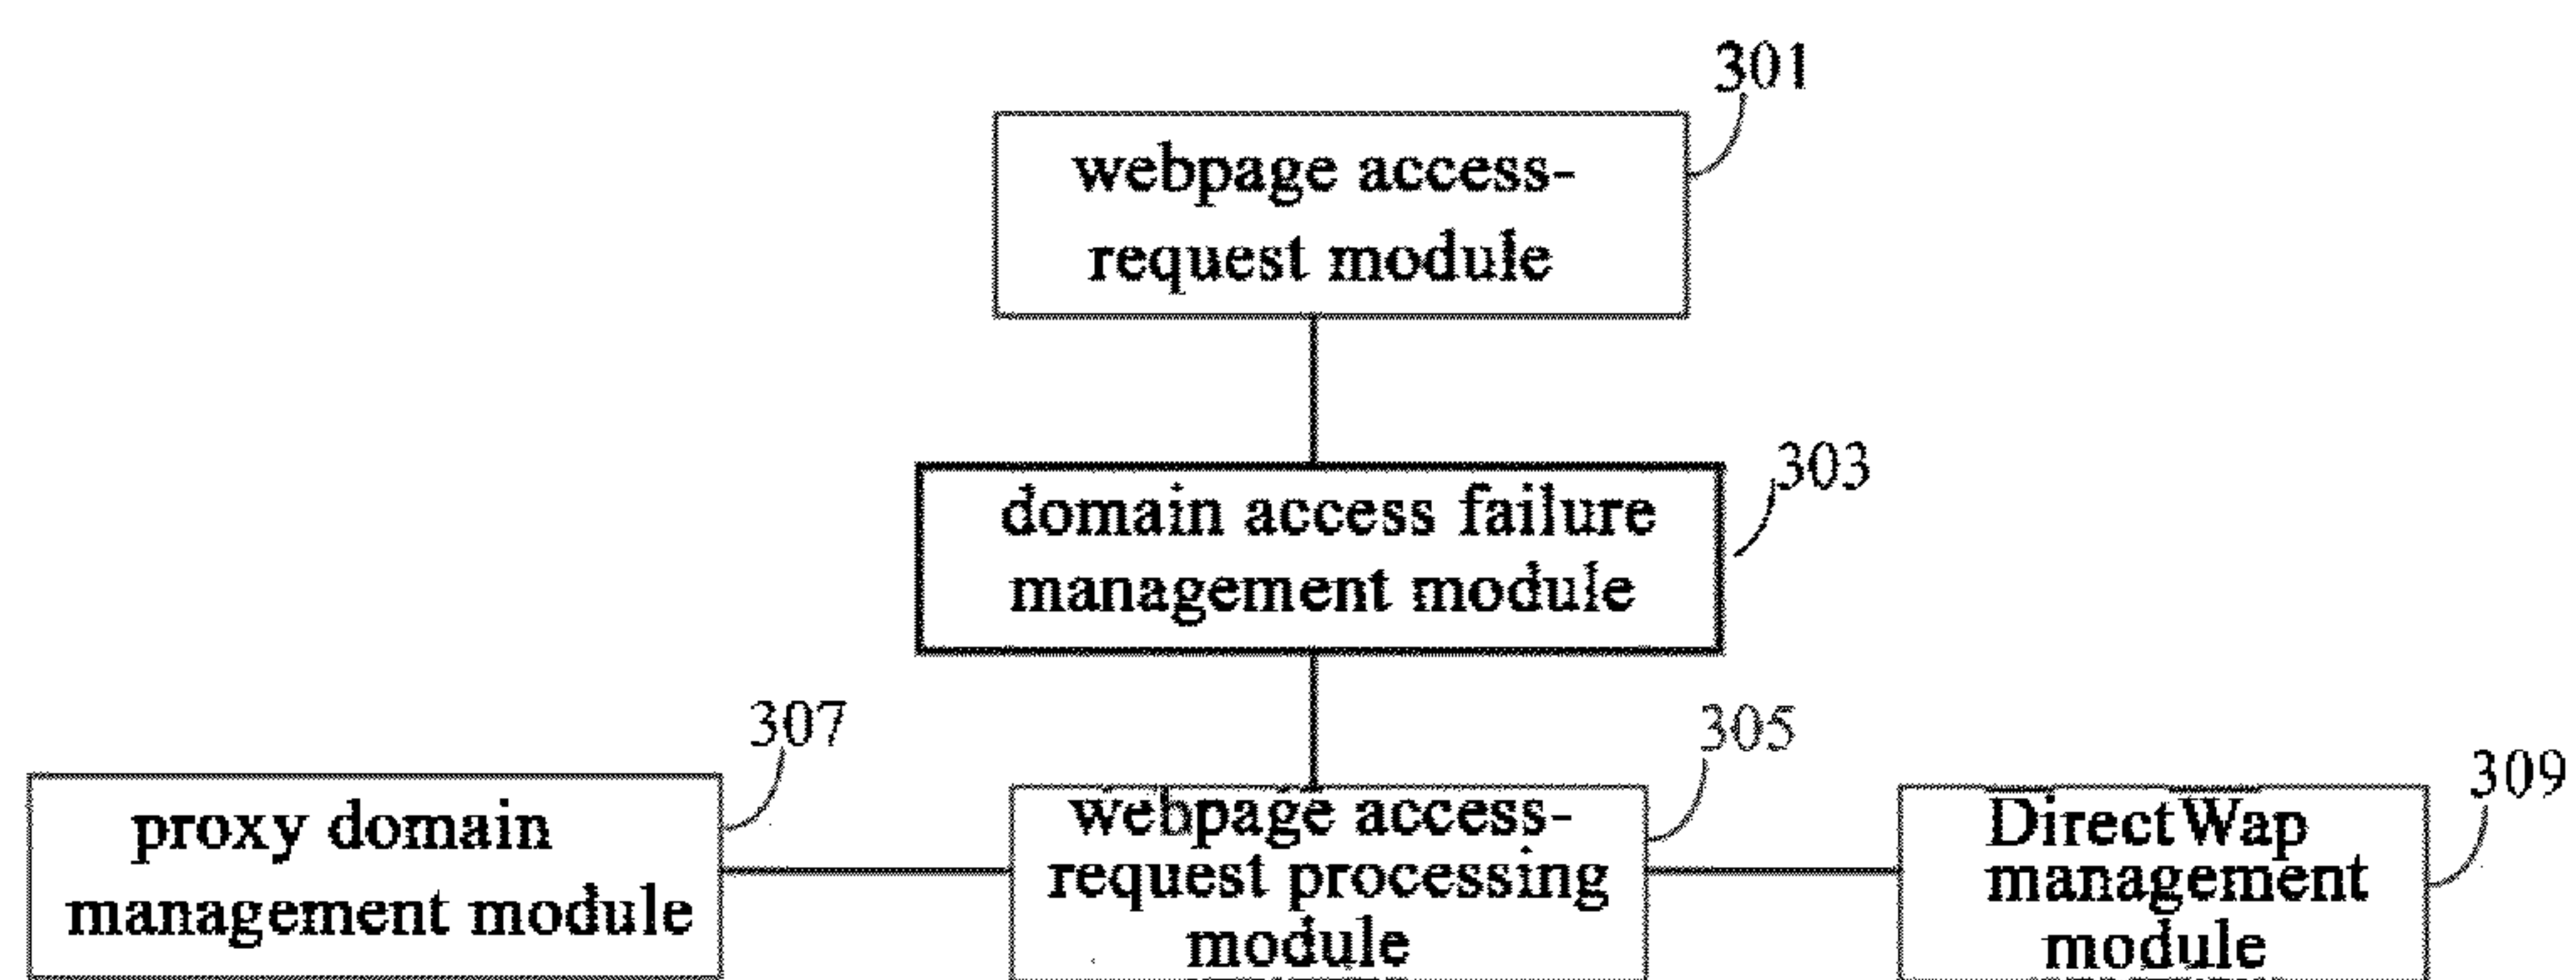 301
webpage access-
request module
303
domain access failure
management module
307
proxy domain
management module
305
webpage access-
request processing
module
309
DirectWap
management
module